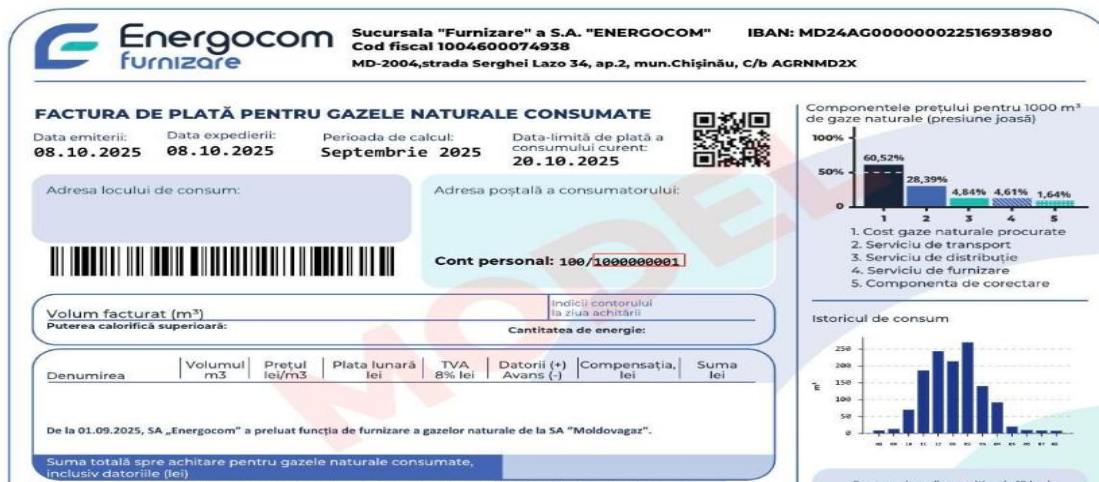 Energocom
furnizare
Sucursala "Furnizare" a S.A. "ENERGOCOM"
IBAN: MD24AG000000022516938980
Cod fiscal 1004600074938
MD-2004,strada Serghei Lazo 34, ap.2, mun.Chișinău, C/b AGRNMD2X
FACTURA DE PLATĂ PENTRU GAZELE NATURALE CONSUMATE
Data emiterii:
08.10.2025
Data expedierii:
08.10.2025
Perioada de calcul:
Septembrie 2025
Data-limită de plată a
consumului curent:
20.10.2025
Adresa locului de consum:
Adresa poștală a consumatorului:
Cont personal: 100/1000000001
MODEL
Volum facturat (m³)
Indicii contorului
la ziua achitării
Puterea calorifică superioară:
Cantitatea de energie:
Denumirea
Volumul
m3
Prețul
lei/m3
Plata lunară
lei
TVA
8% lei
Datorii (+)
Avans (-)
Compensația,
lei
Suma
lei
De la 01.09.2025, SA „Energocom” a preluat funcția de furnizare a gazelor naturale de la SA “Moldovagaz”.
Suma totală spre achitare pentru gazele naturale consumate,
inclusiv datoriile (lei)
Componentele prețului pentru 1000 m³
de gaze naturale (presiune joasă)
100%
50%
0
60,52%
28,39%
4,84%
4,61%
1,64%
1 2 3 4 5
1. Cost gaze naturale procurate
2. Serviciu de transport
3. Serviciu de distribuție
4. Serviciu de furnizare
5. Componenta de corectare
Istoricul de consum
m³
250
200
150
100
50
0